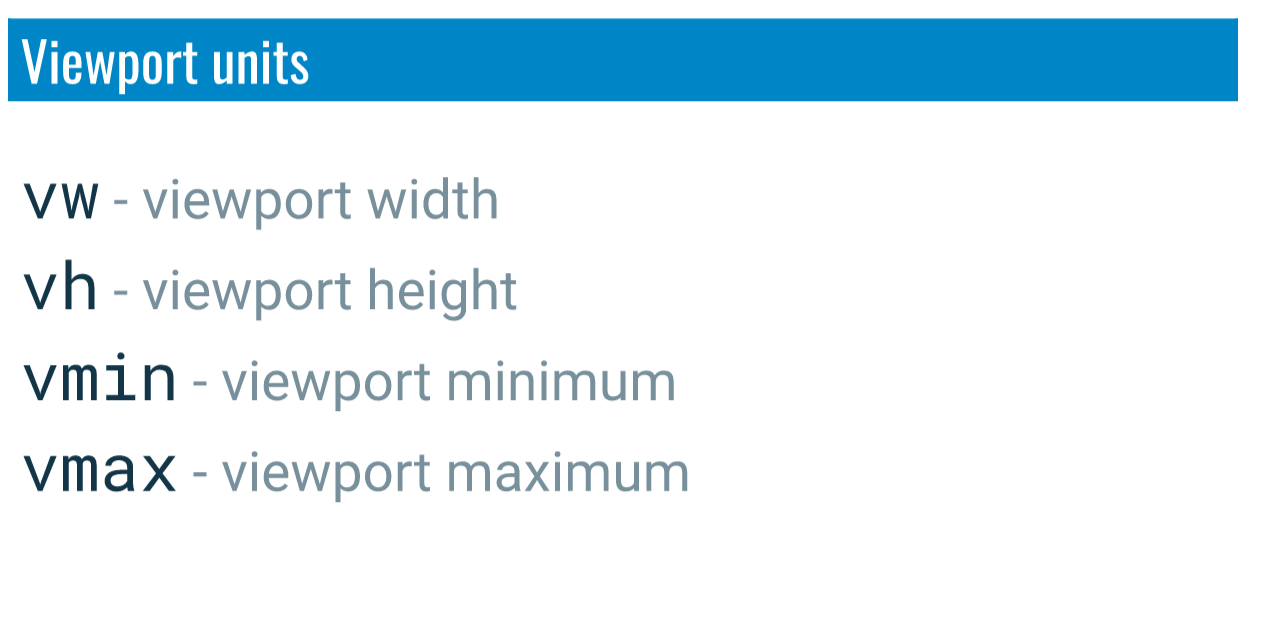 Viewport units
vw - viewport width
vh - viewport height
vmin - viewport minimum
vmax - viewport maximum